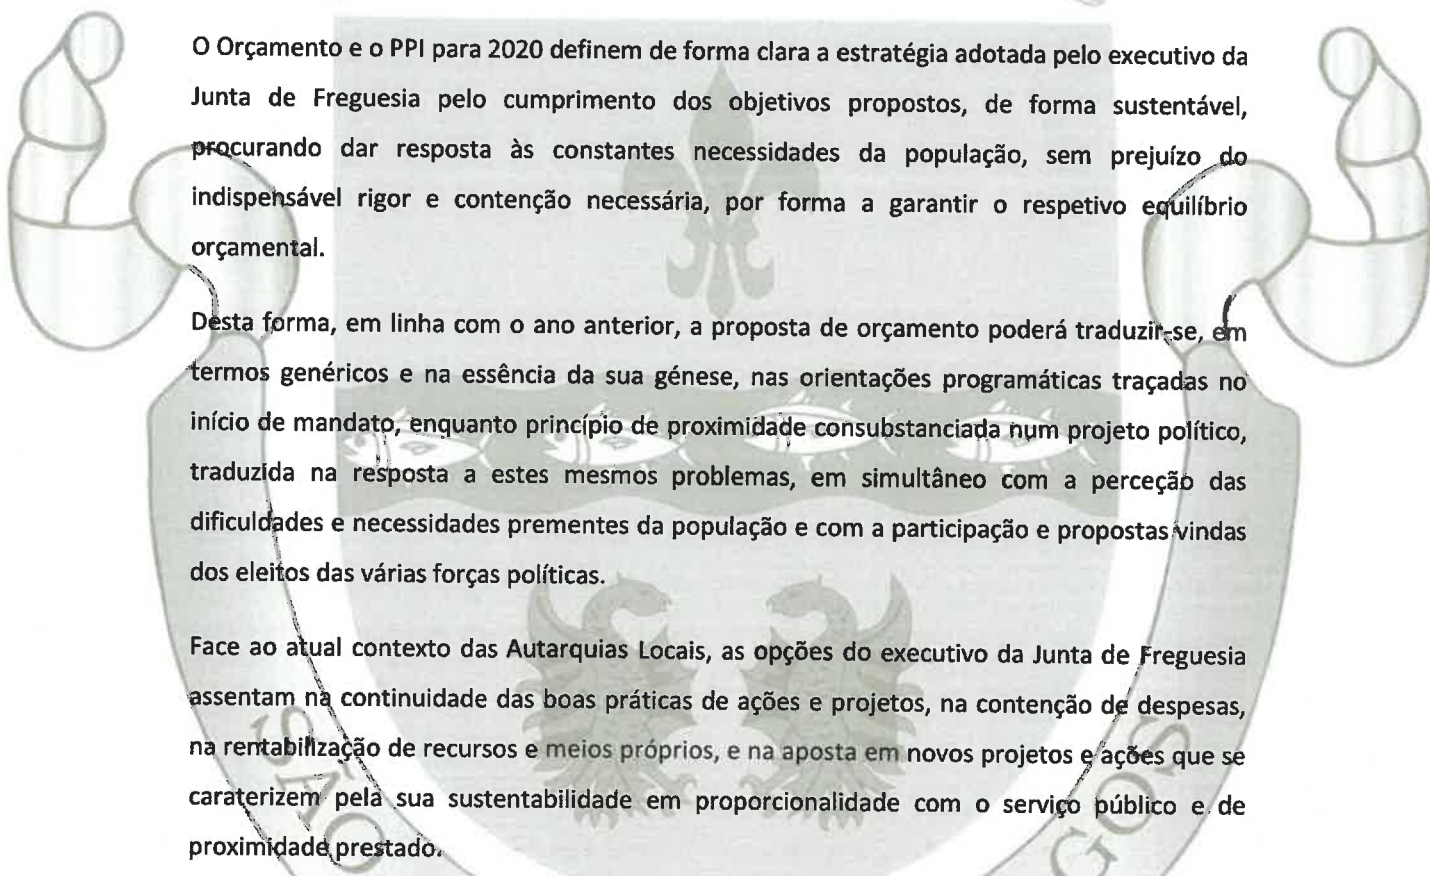 O Orçamento e o PPI para 2020 definem de forma clara a estratégia adotada pelo executivo da
Junta de Freguesia pelo cumprimento dos objetivos propostos, de forma sustentável,
procurando dar resposta às constantes necessidades da população, sem prejuízo do
indispensável rigor e contenção necessária, por forma a garantir o respetivo equilíbrio
orçamental.
Desta forma, em linha com o ano anterior, a proposta de orçamento poderá traduzir-se, em
termos genéricos e na essência da sua génese, nas orientações programáticas traçadas no
início de mandato, enquanto princípio de proximidade consubstanciada num projeto político,
traduzida na resposta a estes mesmos problemas, em simultâneo com a perceção das
dificuldades e necessidades prementes da população e com a participação e propostas vindas
dos eleitos das várias forças políticas.
Face ao atual contexto das Autarquias Locais, as opções do executivo da Junta de Freguesia
assentam na continuidade das boas práticas de ações e projetos, na contenção de despesas,
na rentabilização de recursos e meios próprios, e na aposta em novos projetos e ações que se
caraterizem pela sua sustentabilidade em proporcionalidade com o serviço público e de
proximidade prestado.
SÃO
GOS